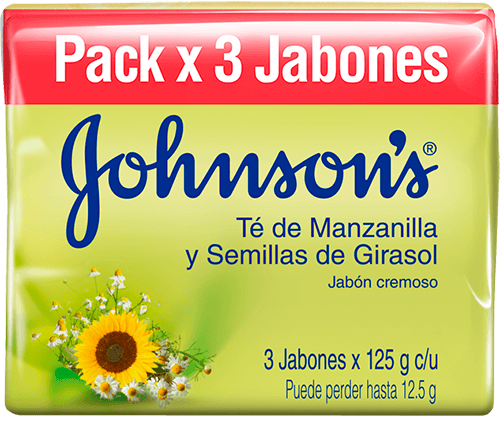 Pack x 3 Jabones
Johnson's®
Té de Manzanilla
y Semillas de Girasol
Jabón cremoso
3 Jabones x 125 g c/u
Puede perder hasta 12.5 g